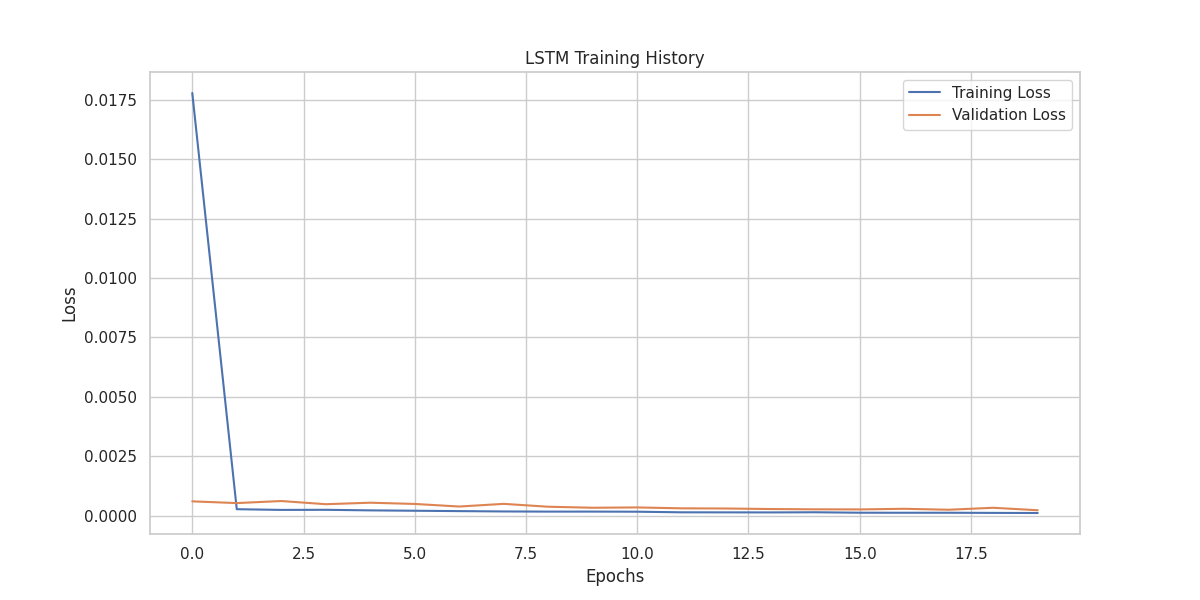 LSTM Training History
Training Loss
Validation Loss
0.0175
0.0150
0.0125
0.0100
0.0075
0.0050
0.0025
0.0000
Loss
0.0 2.5 5.0 7.5 10.0 12.5 15.0 17.5
Epochs